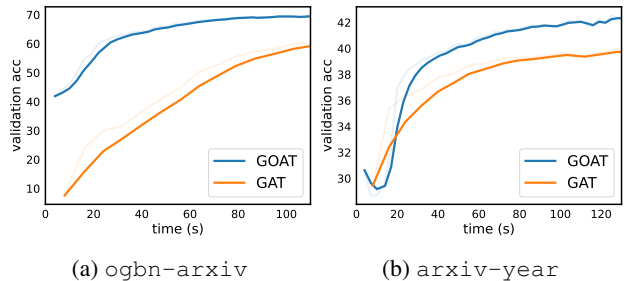 70
60
50
40
30
20
10
validation acc
0
20
40
60
80
100
time (s)
GOAT
GAT
(a) ogbn-arxiv
42
40
38
36
34
32
30
validation acc
0
20
40
60
80
100
120
time (s)
GOAT
GAT
(b) arxiv-year